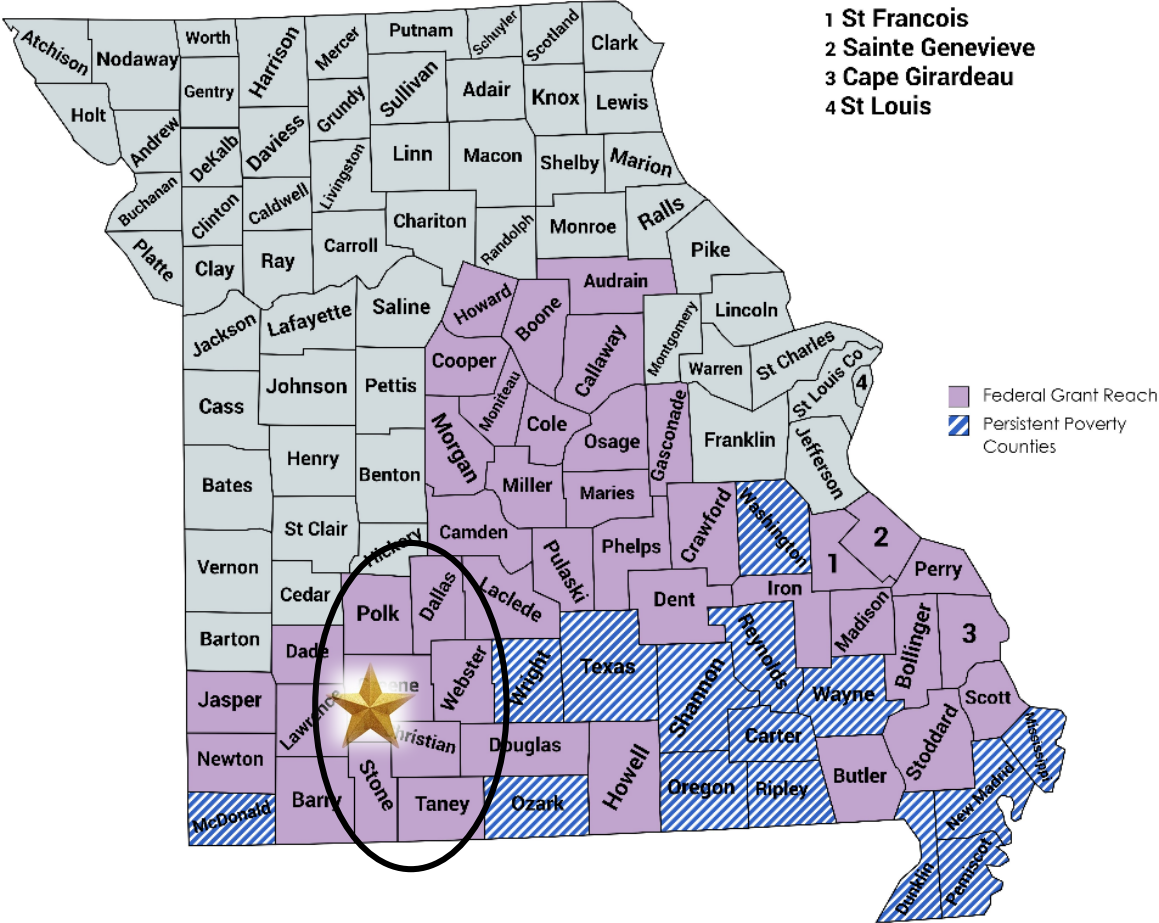 1 St Francois
2 Sainte Genevieve
3 Cape Girardeau
4 St Louis
Atchison
Nodaway
Worth
Harrison
Mercer
Putnam
Schuyler
Scotland
Clark
Gentry
Sullivan
Adair
Knox
Lewis
Holt
Andrew
DeKalb
Daviess
Grundy
Livingston
Linn
Macon
Shelby
Marion
Buchanan
Clinton
Caldwell
Chariton
Randolph
Monroe
Ralls
Platte
Clay
Ray
Carroll
Pike
Audrain
Howard
Boone
Jackson
Lafayette
Saline
Callaway
Montgomery
Lincoln
Warren
St Charles
St Louis Co
4
Cooper
Moniteau
Cass
Johnson
Pettis
Federal Grant Reach
Persistent Poverty
Counties
Morgan
Cole
Osage
Gasconade
Franklin
Jefferson
Bates
Henry
Benton
Miller
Maries
St Clair
Hickory
Camden
Pulaski
Phelps
Crawford
Washington
1
2
Perry
Vernon
Cedar
Polk
Dallas
Laclede
Dent
Iron
Madison
Bollinger
3
Barton
Dade
Webster
Wright
Texas
Shannon
Reynolds
Wayne
Scott
Jasper
Lawrence
ene
Christian
Douglas
Howell
Carter
Stoddard
Mississippi
Newton
Barry
Stone
Taney
Ozark
Oregon
Ripley
Butler
New Madrid
McDonald
Dunklin
Pemiscot